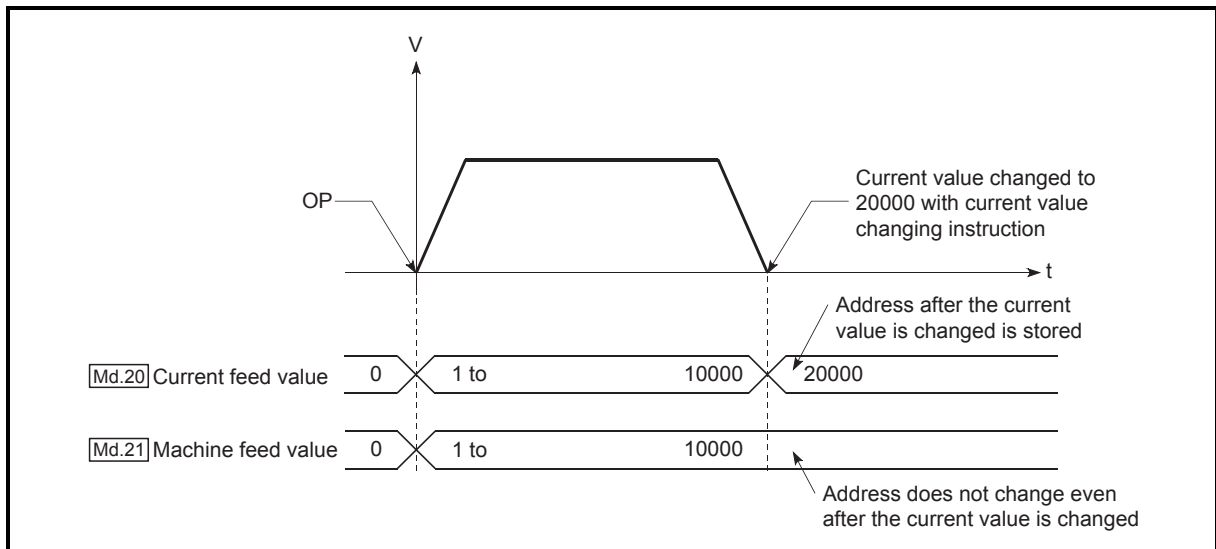 V
OP
Current value changed to
20000 with current value
changing instruction
t
Address after the current
value is changed is stored
Md.20 Current feed value 0 1 to 10000 20000
Md.21 Machine feed value 0 1 to 10000
Address does not change even
after the current value is changed